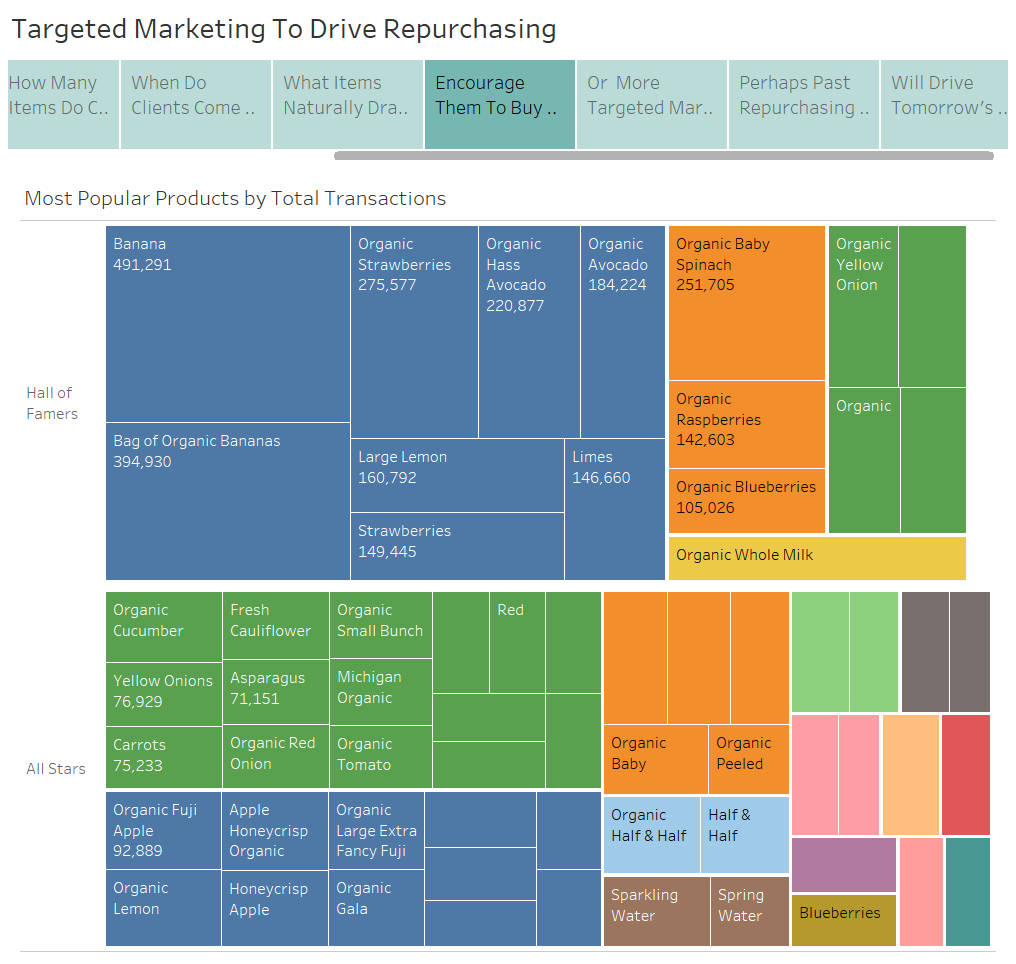 Targeted Marketing To Drive Repurchasing
How Many
Items Do C..
When Do
Clients Come ..
What Items
Naturally Dra..
Encourage
Them To Buy ..
Or  More
Targeted Mar..
Perhaps Past
Repurchasing ..
Will Drive
Tomorrow's ..
Most Popular Products by Total Transactions
Hall of
Famers
Banana
491,291
Bag of Organic Bananas
394,930
Organic
Strawberries
275,577
Organic
Hass
Avocado
220,877
Organic
Avocado
184,224
Large Lemon
160,792
Strawberries
149,445
Limes
146,660
Organic Baby
Spinach
251,705
Organic
Raspberries
142,603
Organic Blueberries
105,026
Organic
Yellow
Onion
Organic
Organic Whole Milk
All Stars
Organic
Cucumber
Yellow Onions
76,929
Carrots
75,233
Fresh
Cauliflower
Asparagus
71,151
Organic Red
Onion
Organic
Small Bunch
Michigan
Organic
Organic
Tomato
Red
Organic Fuji
Apple
92,889
Organic
Lemon
Apple
Honeycrisp
Organic
Honeycrisp
Apple
Organic
Large Extra
Fancy Fuji
Organic
Gala
Organic
Baby
Organic
Peeled
Organic
Half & Half
Half &
Half
Sparkling
Water
Spring
Water
Blueberries